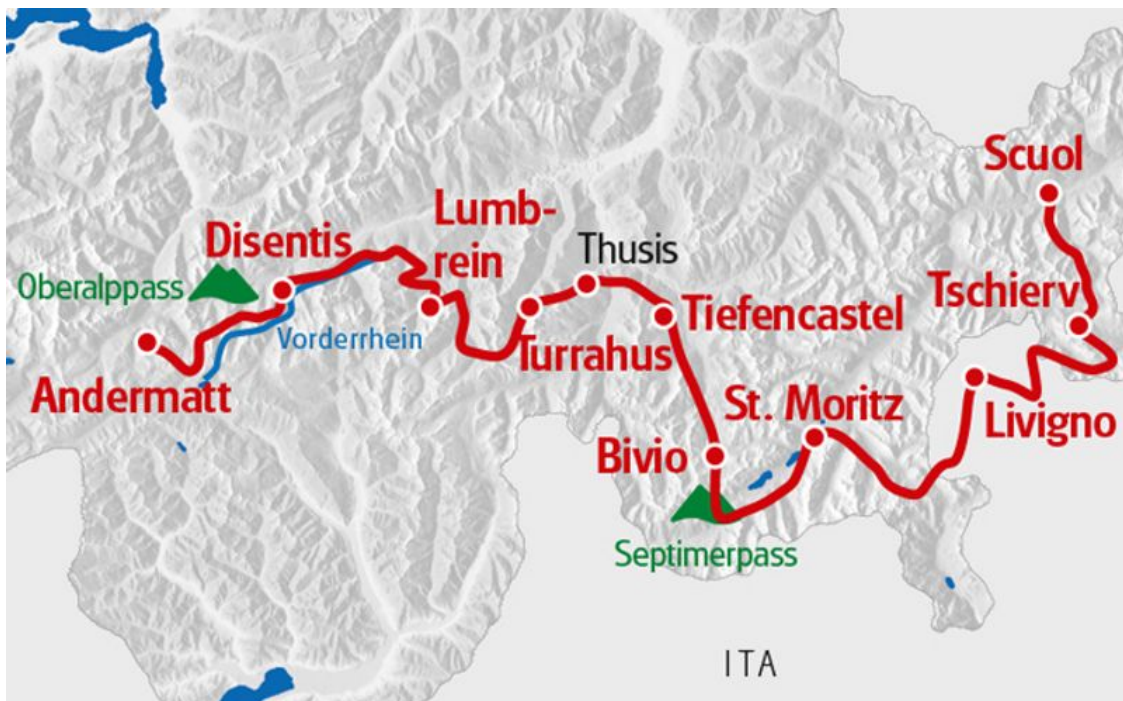 Scuol
Lumb-
rein
Disentis
Thusis
Oberalppass
Tschierv
Tiefencastel
Vorderrhein
Turrahus
Andermatt
St. Moritz
Livigno
Bivio
Septimerpass
ITA